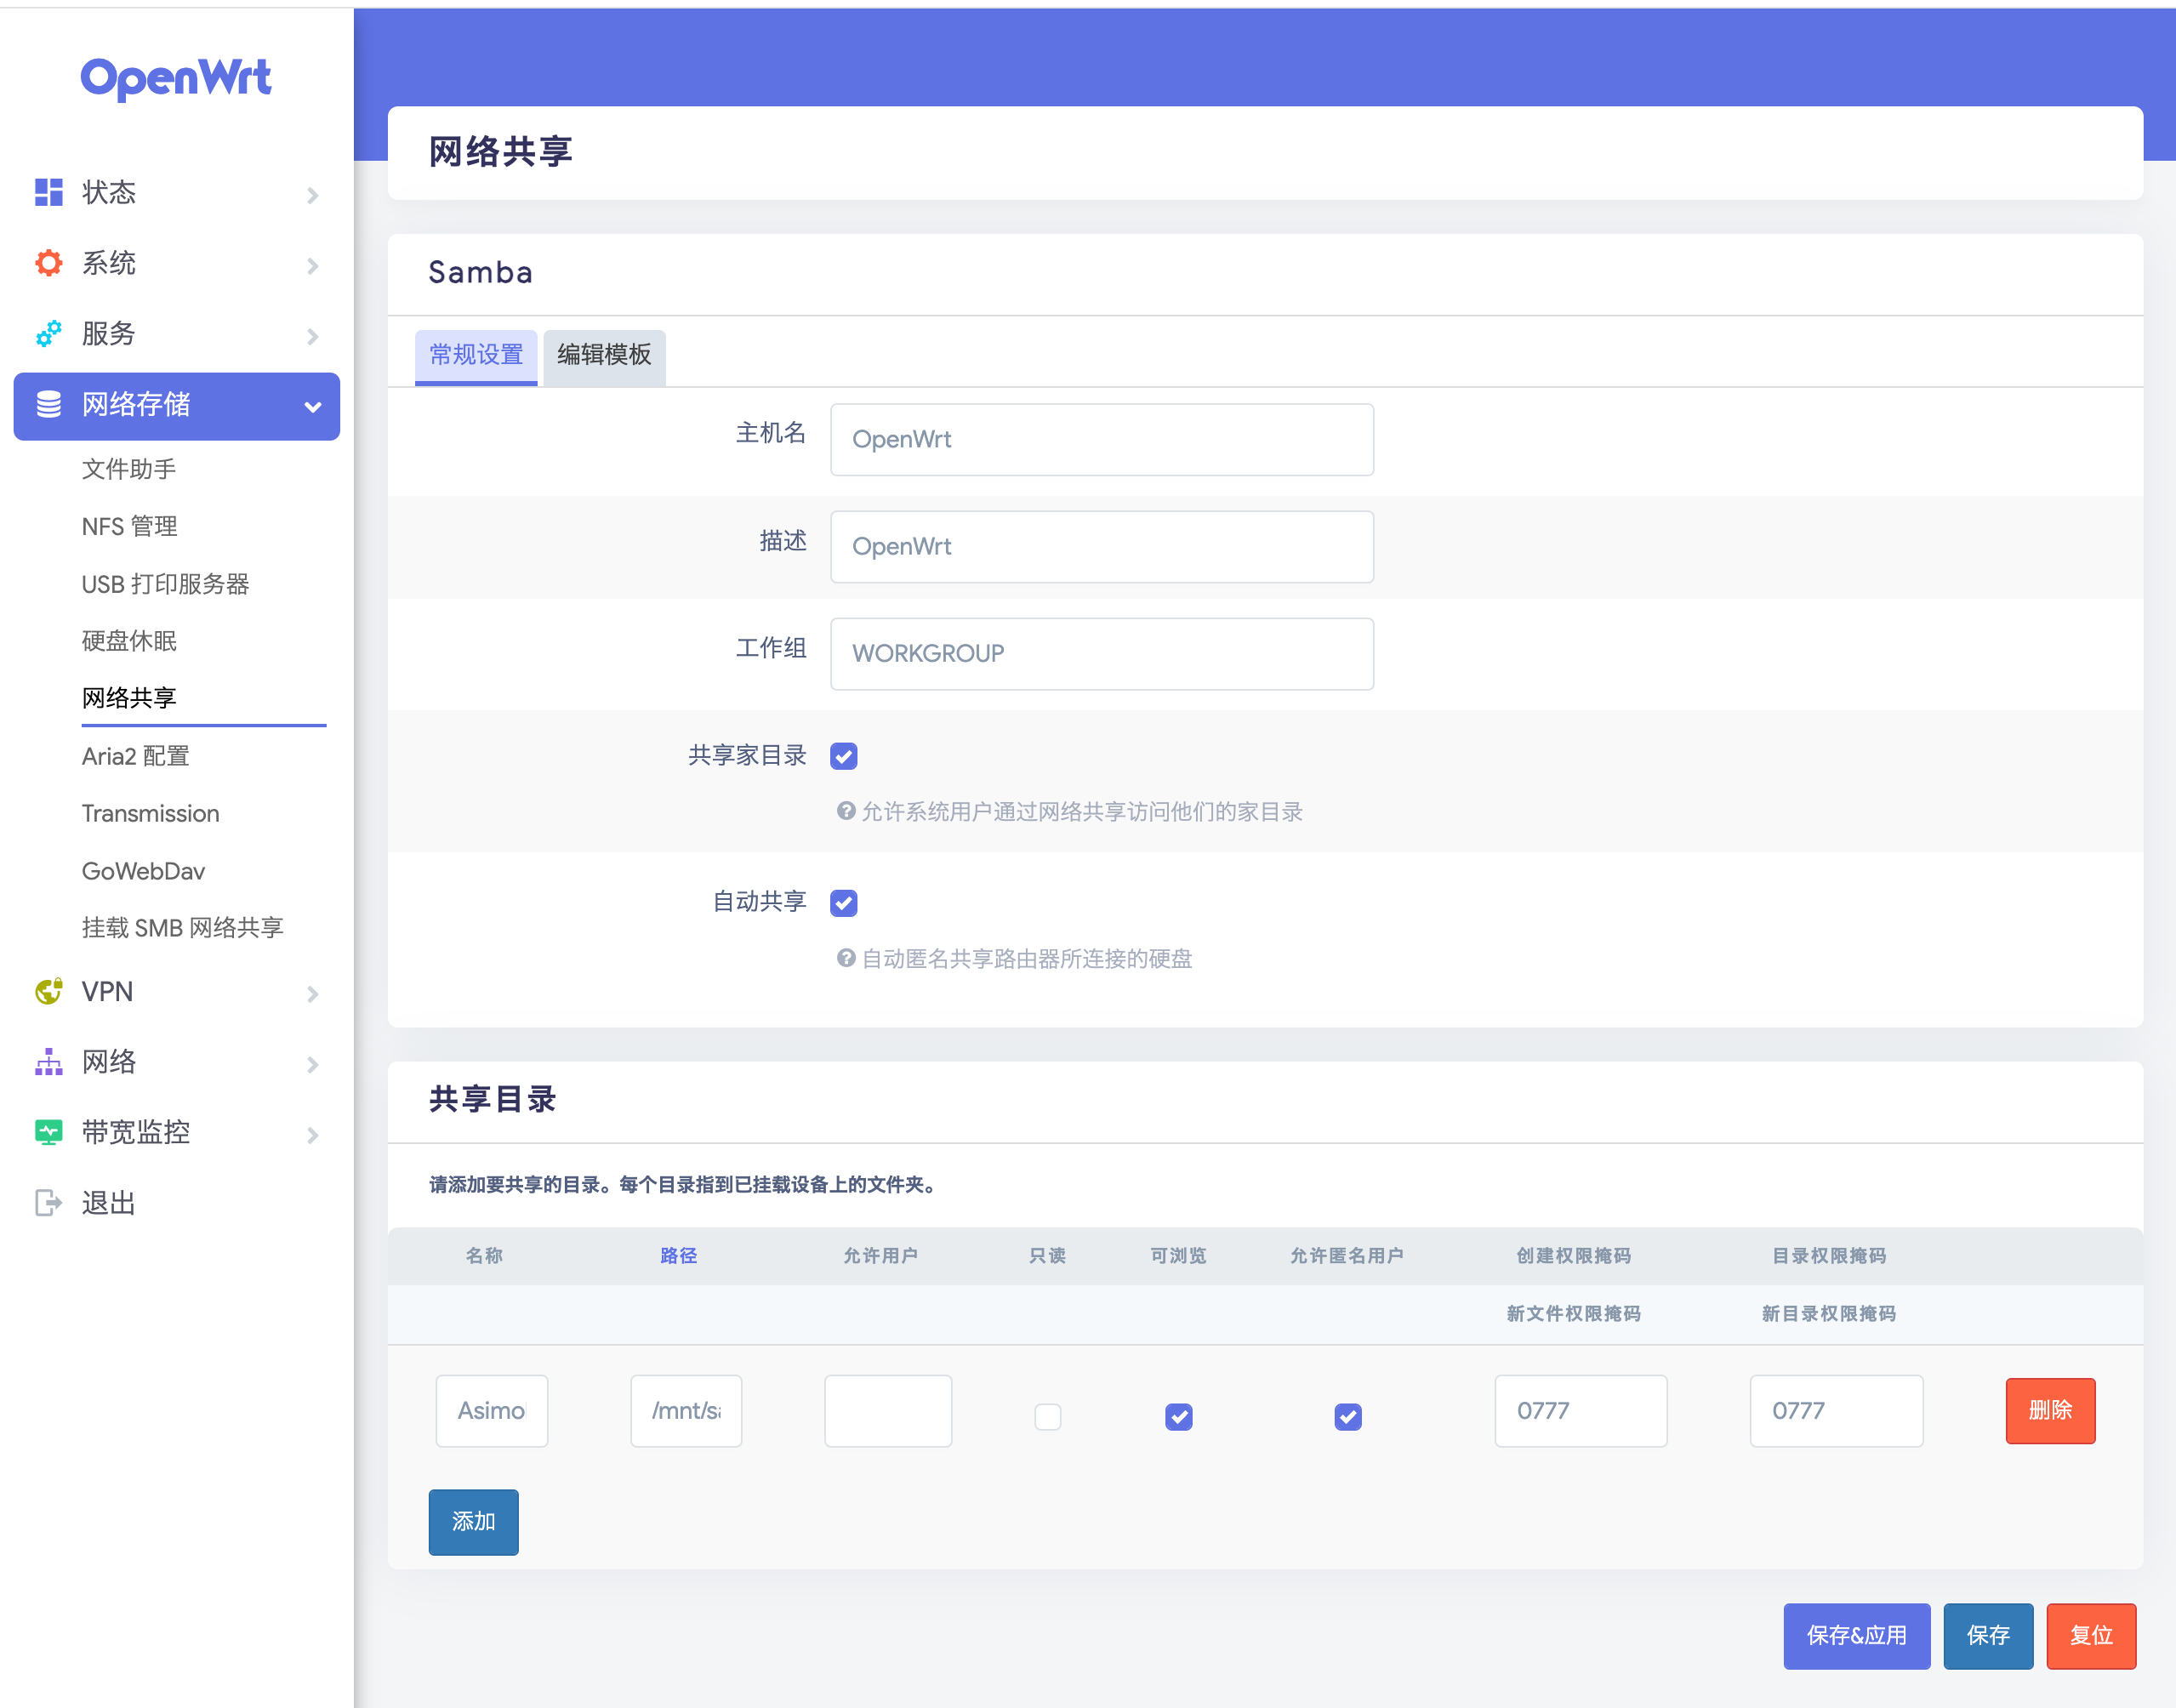 OpenWrt
状态
系统
服务
网络存储
文件助手
NFS 管理
USB 打印服务器
硬盘休眠
网络共享
Aria2 配置
Transmission
GoWebDav
挂载 SMB 网络共享
VPN
网络
带宽监控
退出
网络共享
Samba
常规设置 编辑模板
主机名 OpenWrt
描述 OpenWrt
工作组 WORKGROUP
共享家目录
允许系统用户通过网络共享访问他们的家目录
自动共享
自动匿名共享路由器所连接的硬盘
共享目录
请添加要共享的目录。每个目录指到已挂载设备上的文件夹。
名称 路径 允许用户 只读 可浏览 允许匿名用户 创建权限掩码 目录权限掩码
新文件权限掩码 新目录权限掩码
Asimo /mnt/sa 0777 0777 删除
添加
保存&应用 保存 复位